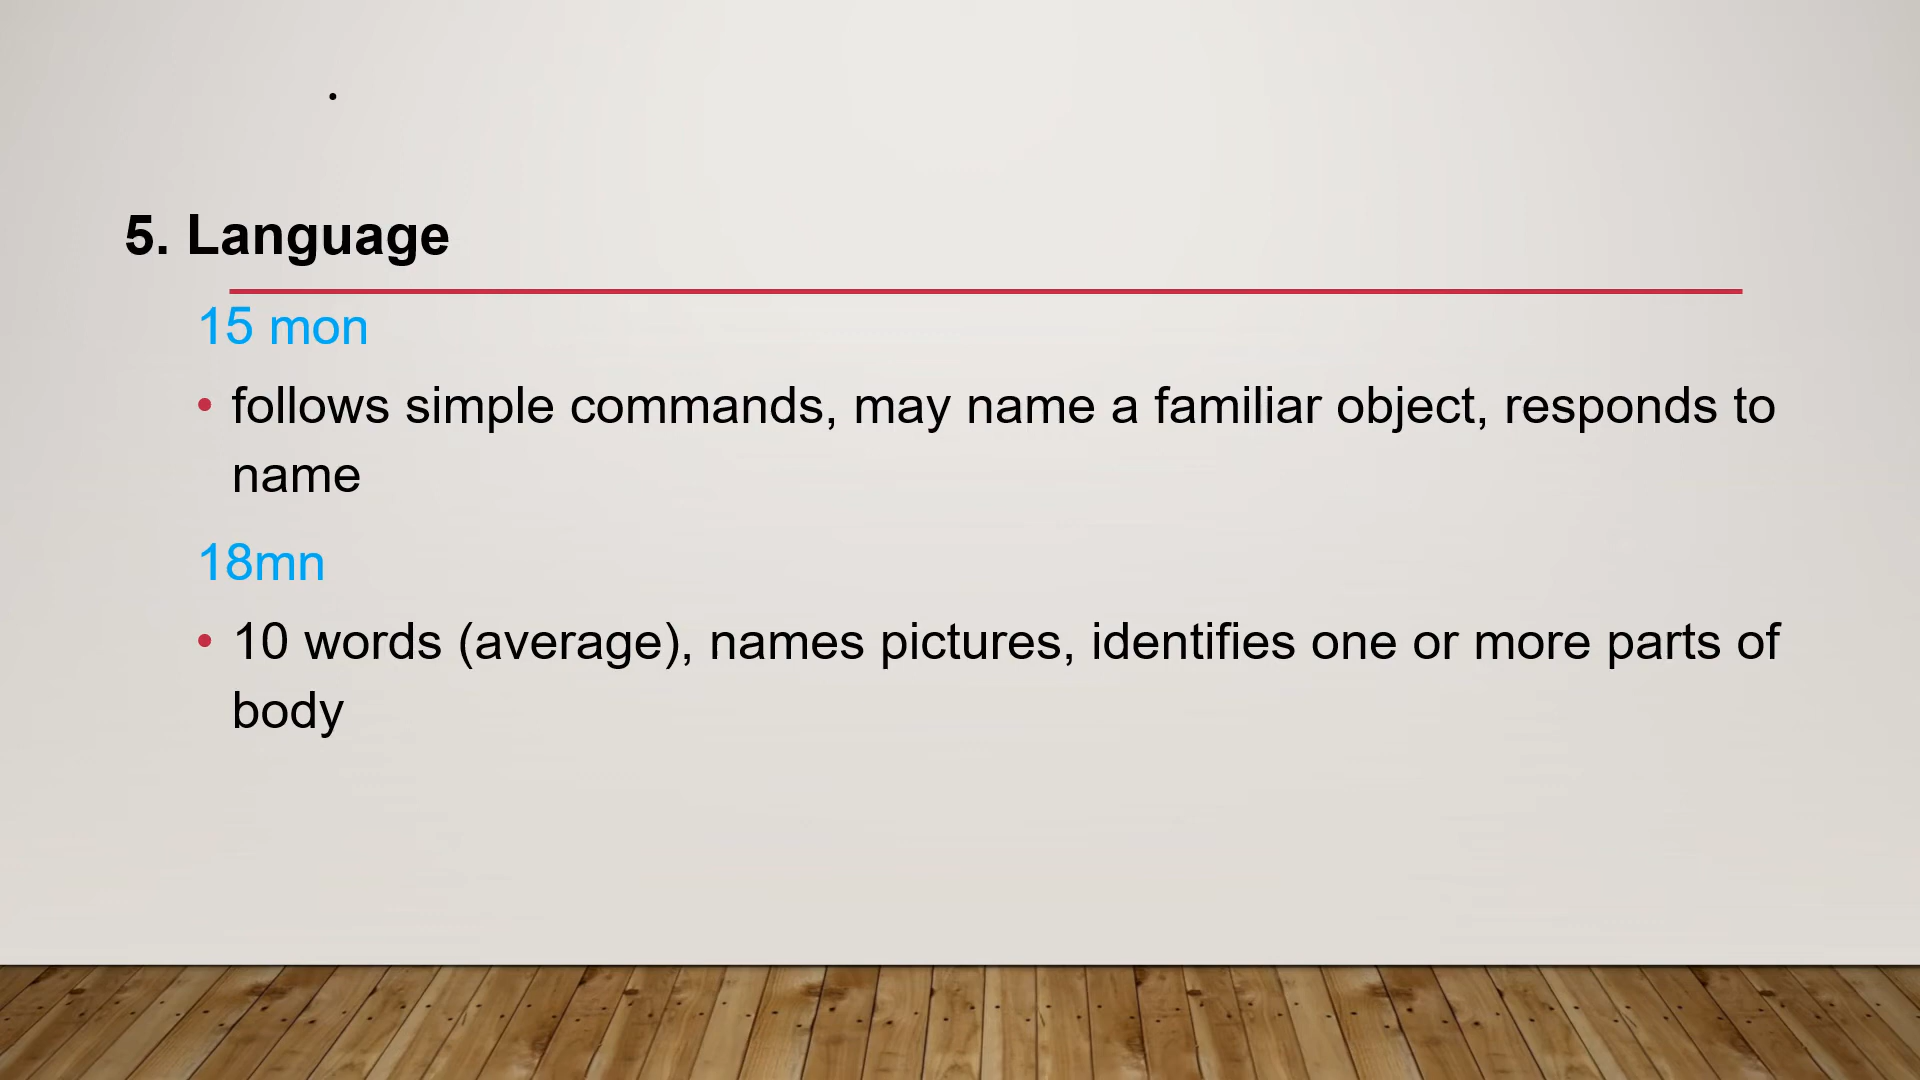 .
5. Language
15 mon
• follows simple commands, may name a familiar object, responds to
name
18mn
• 10 words (average), names pictures, identifies one or more parts of
body